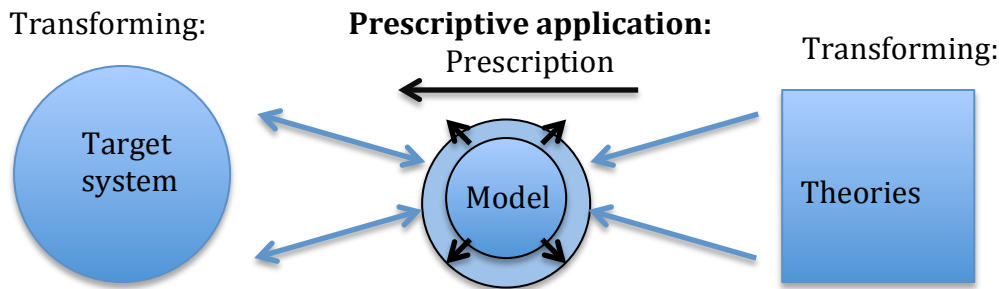 Transforming:
Prescriptive application:
Prescription
Transforming:
Target
system
Model
Theories